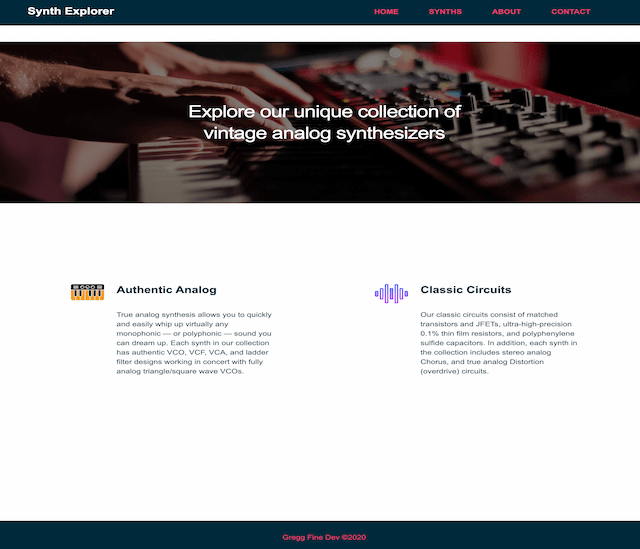 Synth Explorer
HOME SYNTHS ABOUT CONTACT
Explore our unique collection of
vintage analog synthesizers
Authentic Analog
True analog synthesis allows you to quickly
and easily whip up virtually any
monophonic — or polyphonic — sound you
can dream up. Each synth in our collection
has authentic VCO, VCF, VCA, and ladder
filter designs working in concert with fully
analog triangle/square wave VCOs.
Classic Circuits
Our classic circuits consist of matched
transistors and JFETs, ultra-high-precision
0.1% thin film resistors, and polyphenylene
sulfide capacitors. In addition, each synth in
the collection includes stereo analog
Chorus, and true analog Distortion
(overdrive) circuits.
Gregg Fine Dev ©2020